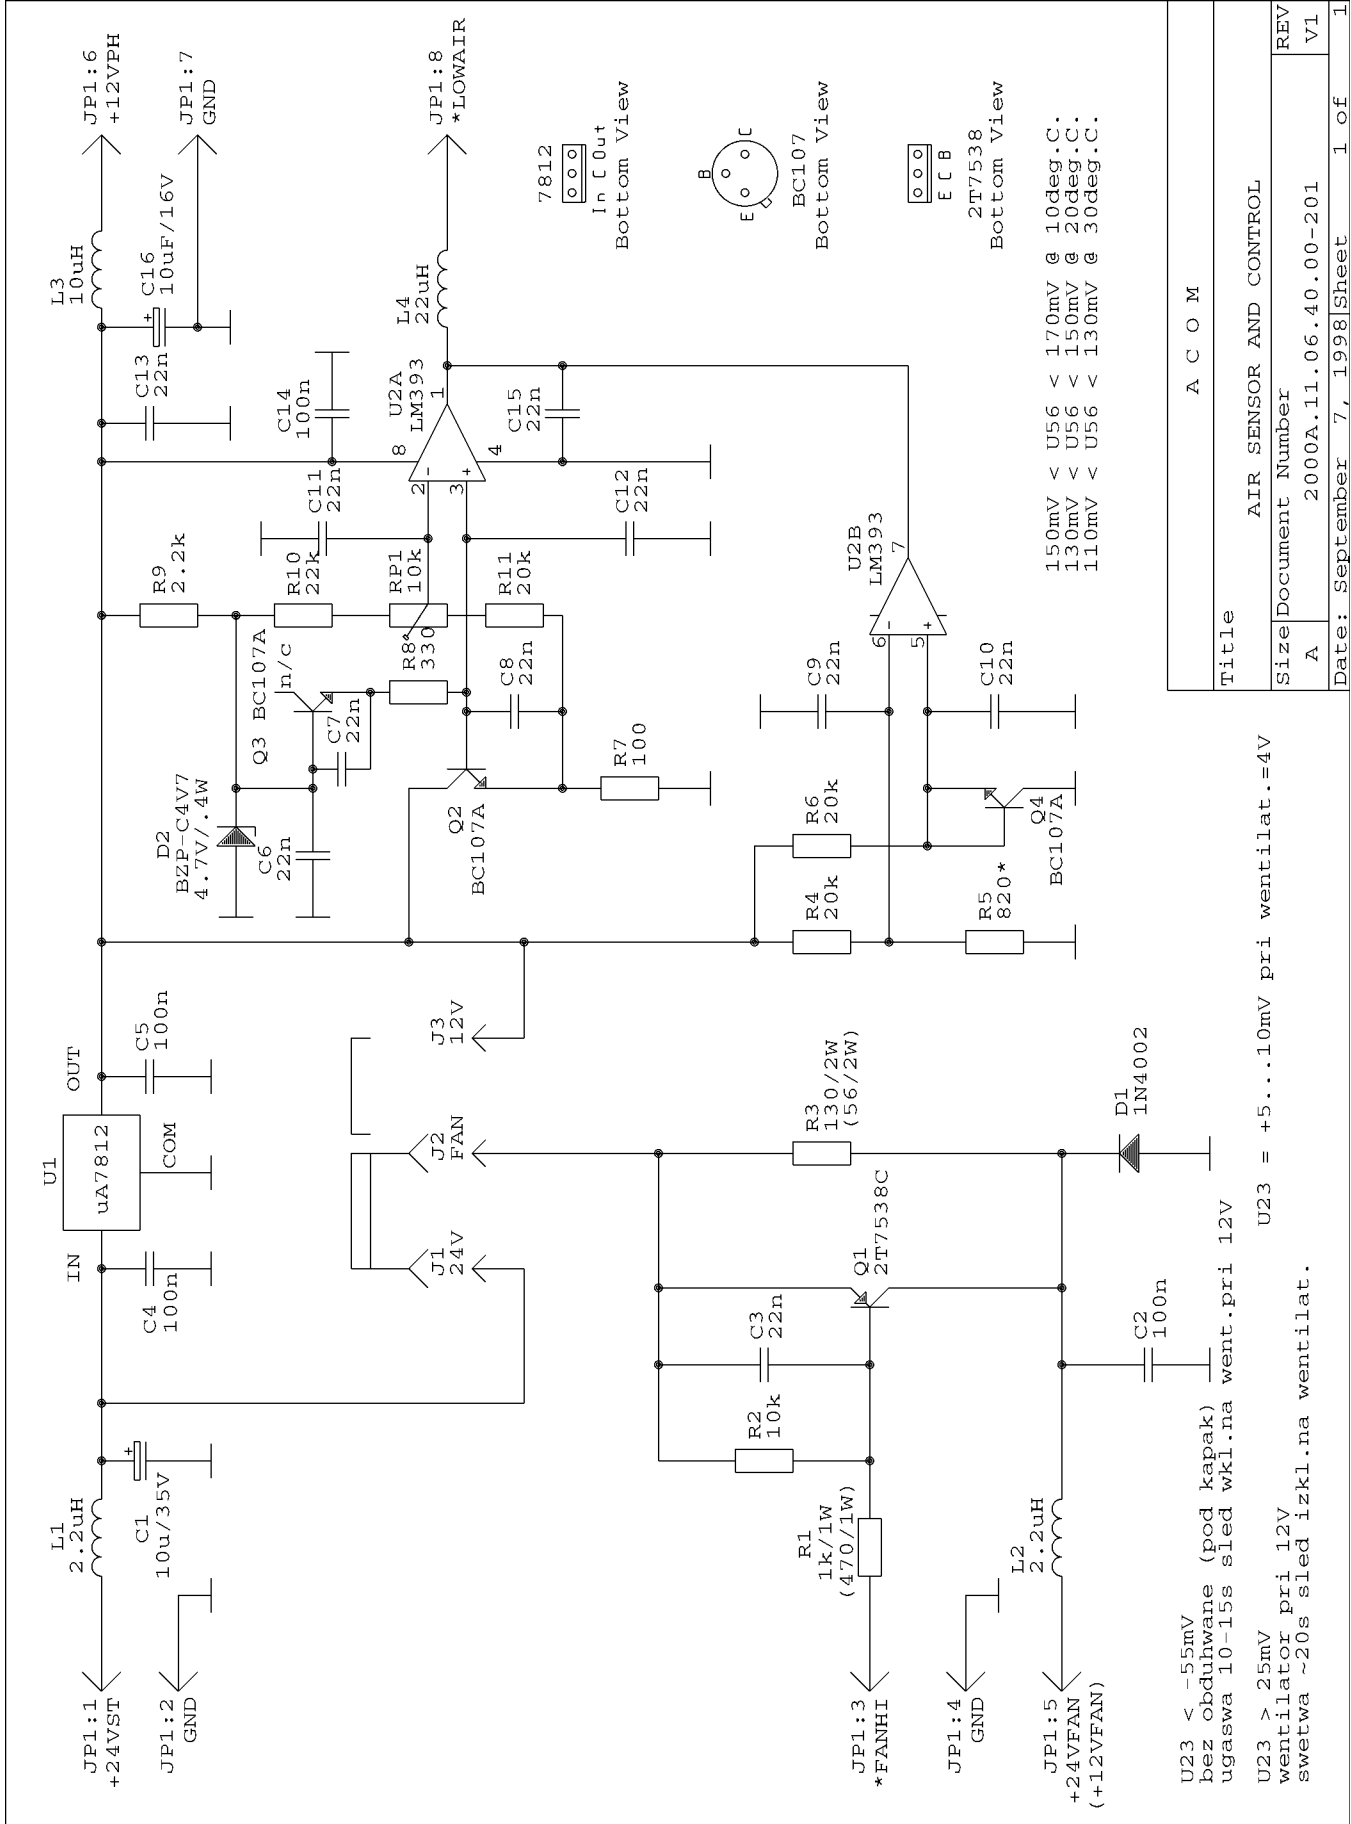 JP1:1
+24VST
JP1:2
GND
L1
2.2uH
C1
10u/35V
+
C4
100n
IN
U1
uA7812
COM
OUT
C5
100n
J1
24V
J2
FAN
J3
12V
D2
BZP-C4V7
4.7V/.4W
C6
22n
Q3
BC107A
n/c
C7
22n
R9
2.2k
R10
22k
RP1
10k
R8
330
R11
20k
C8
22n
Q2
BC107A
R7
100
C11
22n
C12
22n
C13
22n
C14
100n
L3
10uH
+
C16
10uF/16V
JP1:6
+12VPH
JP1:7
GND
U2A
LM393
2
-
3
+
8
4
1
C15
22n
L4
22uH
JP1:8
*LOWAIR
7812
In C Out
Bottom View
B
E
C
BC107
Bottom View
E C B
2T7538
Bottom View
JP1:3
*FANHI
R1
1k/1W
(470/1W)
R2
10k
C3
22n
Q1
2T7538C
R3
130/2W
(56/2W)
D1
1N4002
JP1:4
GND
JP1:5
+24VFAN
(+12VFAN)
L2
2.2uH
C2
100n
R4
20k
R6
20k
R5
820*
Q4
BC107A
C9
22n
C10
22n
U2B
LM393
6
-
5
+
7
150mV < U56 < 170mV @ 10deg.C.
130mV < U56 < 150mV @ 20deg.C.
110mV < U56 < 130mV @ 30deg.C.
U23 < -55mV
bez obduhwane (pod kapak)
ugaswa 10-15s sled wkl.na went.pri 12V
U23 > 25mV
wentilator pri 12V
swetwa ~20s sled izkl.na wentilat.
U23 = +5...10mV pri wentilat.=4V
A C O M
Title
AIR SENSOR AND CONTROL
Size Document Number REV
A 2000A.11.06.40.00-201 V1
Date: September 7, 1998 Sheet 1 of 1